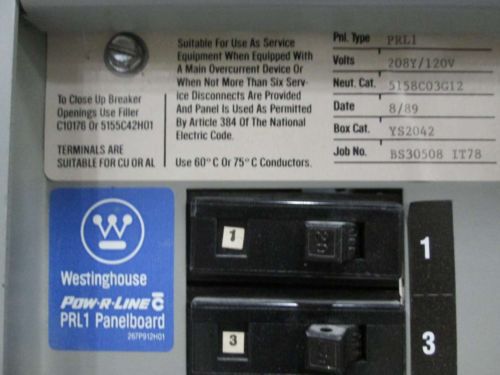 To Close Up Breaker
Openings Use Filler
C10176 Or 5155C42H01
TERMINALS ARE
SUITABLE FOR CU OR AL
Suitable For Use As Service
Equipment When Equipped With
A Main Overcurrent Device Or
When Not More Than Six Serv-
ice Disconnects Are Provided
And Panel Is Used As Permitted
By Article 384 Of The National
Electric Code.
Use 60° C Or 75° C Conductors.
Pnl. Type PRL1
Volts 208Y/120V
Neut. Cat. 5158C03G12
Date 8/89
Box Cat. YS2042
Job No. BS30508 IT78
Westinghouse
POW-R-LINE C
PRL1 Panelboard
267P912H01
1
1
3
3